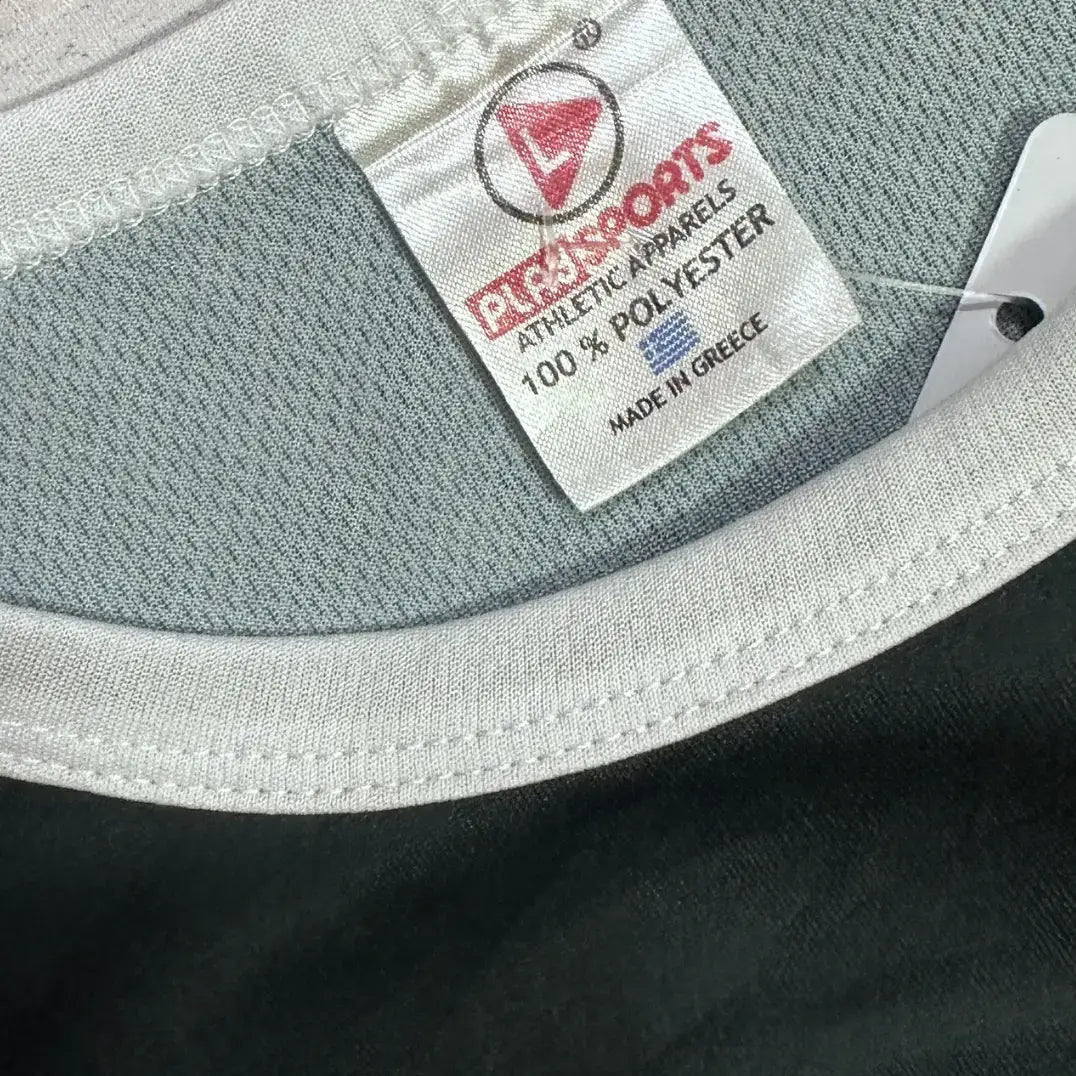 ®
L
PLAYSPORTS
ATHLETIC APPARELS
100 % POLYESTER
MADE IN GREECE